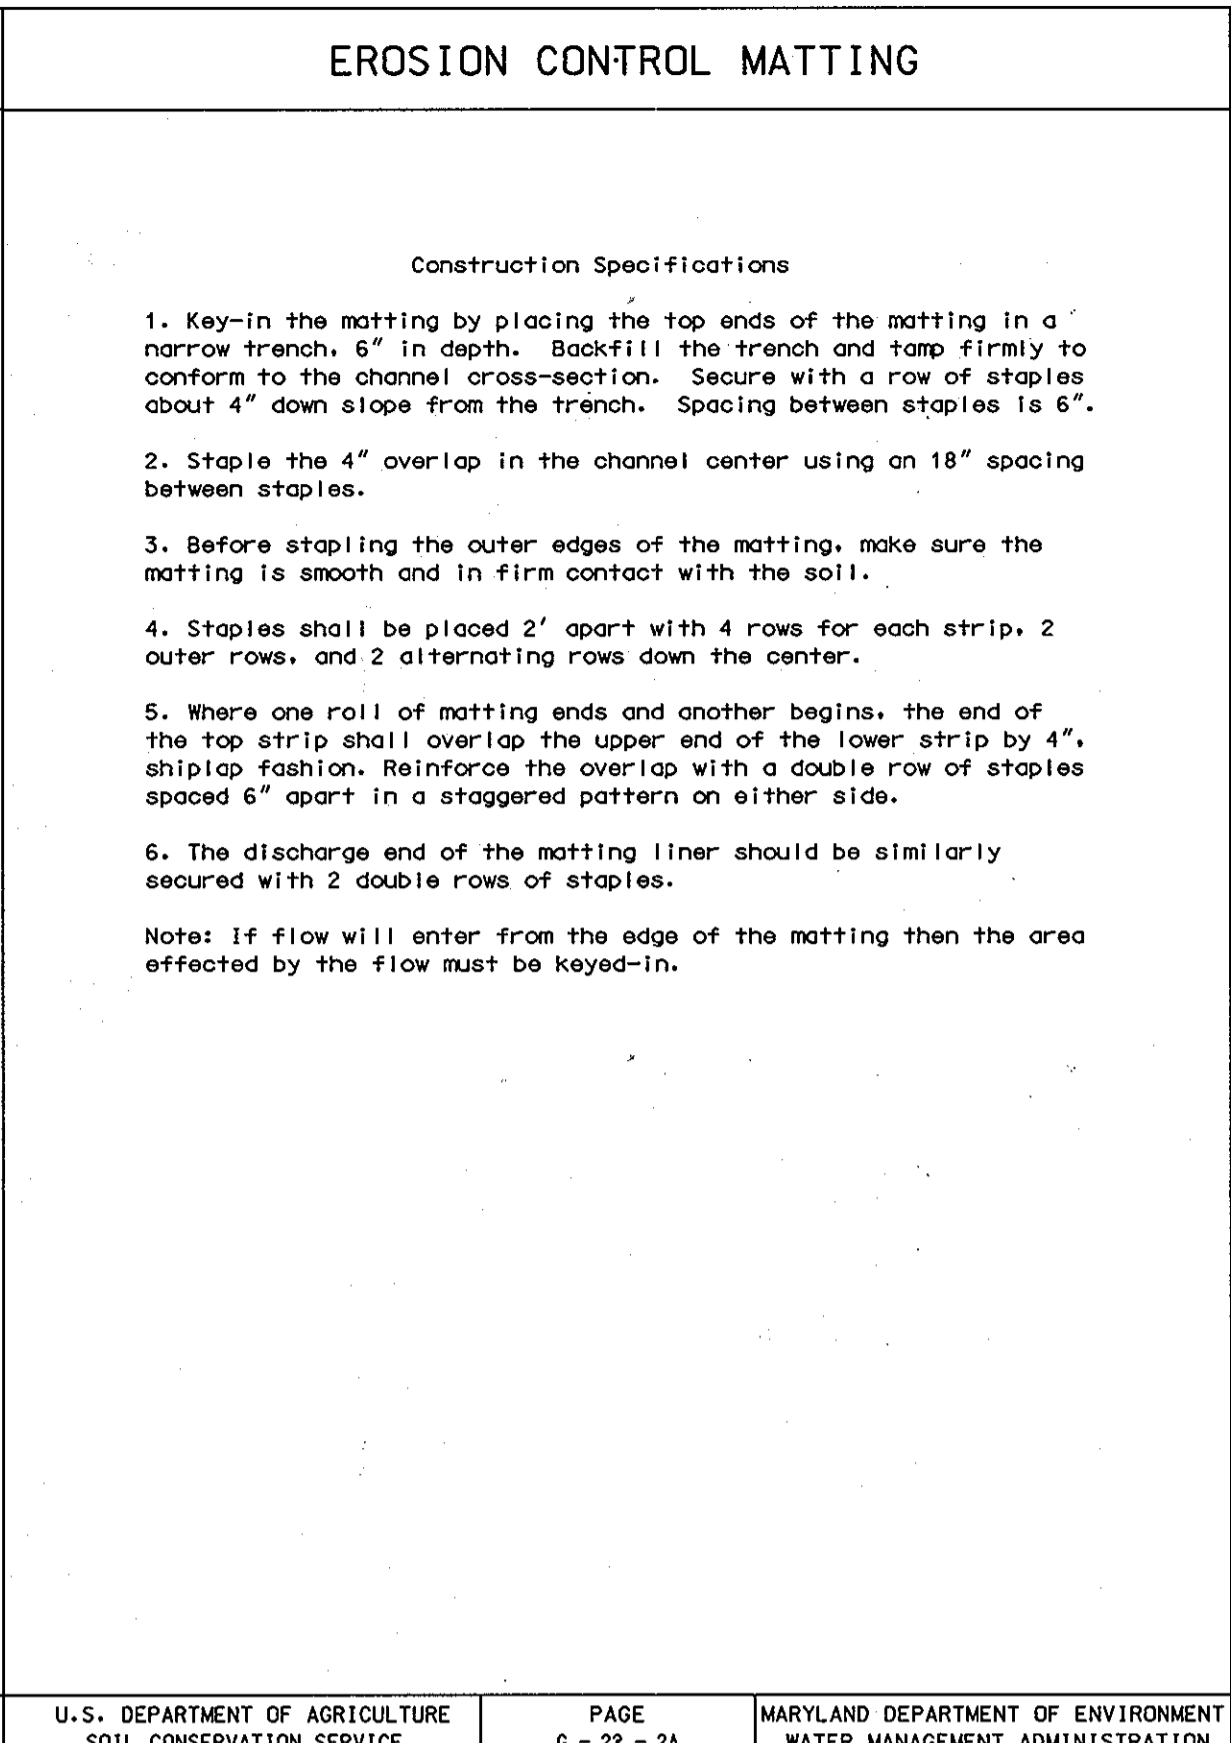 EROSION CONTROL MATTING
Construction Specifications
1. Key-in the matting by placing the top ends of the matting in a
narrow trench, 6" in depth. Backfill the trench and tamp firmly to
conform to the channel cross-section. Secure with a row of staples
about 4" down slope from the trench. Spacing between staples is 6".
2. Staple the 4" overlap in the channel center using an 18" spacing
between staples.
3. Before stapling the outer edges of the matting, make sure the
matting is smooth and in firm contact with the soil.
4. Staples shall be placed 2' apart with 4 rows for each strip, 2
outer rows, and 2 alternating rows down the center.
5. Where one roll of matting ends and another begins, the end of
the top strip shall overlap the upper end of the lower strip by 4",
shiplap fashion. Reinforce the overlap with a double row of staples
spaced 6" apart in a staggered pattern on either side.
6. The discharge end of the matting liner should be similarly
secured with 2 double rows of staples.
Note: If flow will enter from the edge of the matting then the area
effected by the flow must be keyed-in.
U.S. DEPARTMENT OF AGRICULTURE
SOIL CONSERVATION SERVICE
PAGE
G - 22 - 2A
MARYLAND DEPARTMENT OF ENVIRONMENT
WATER MANAGEMENT ADMINISTRATION